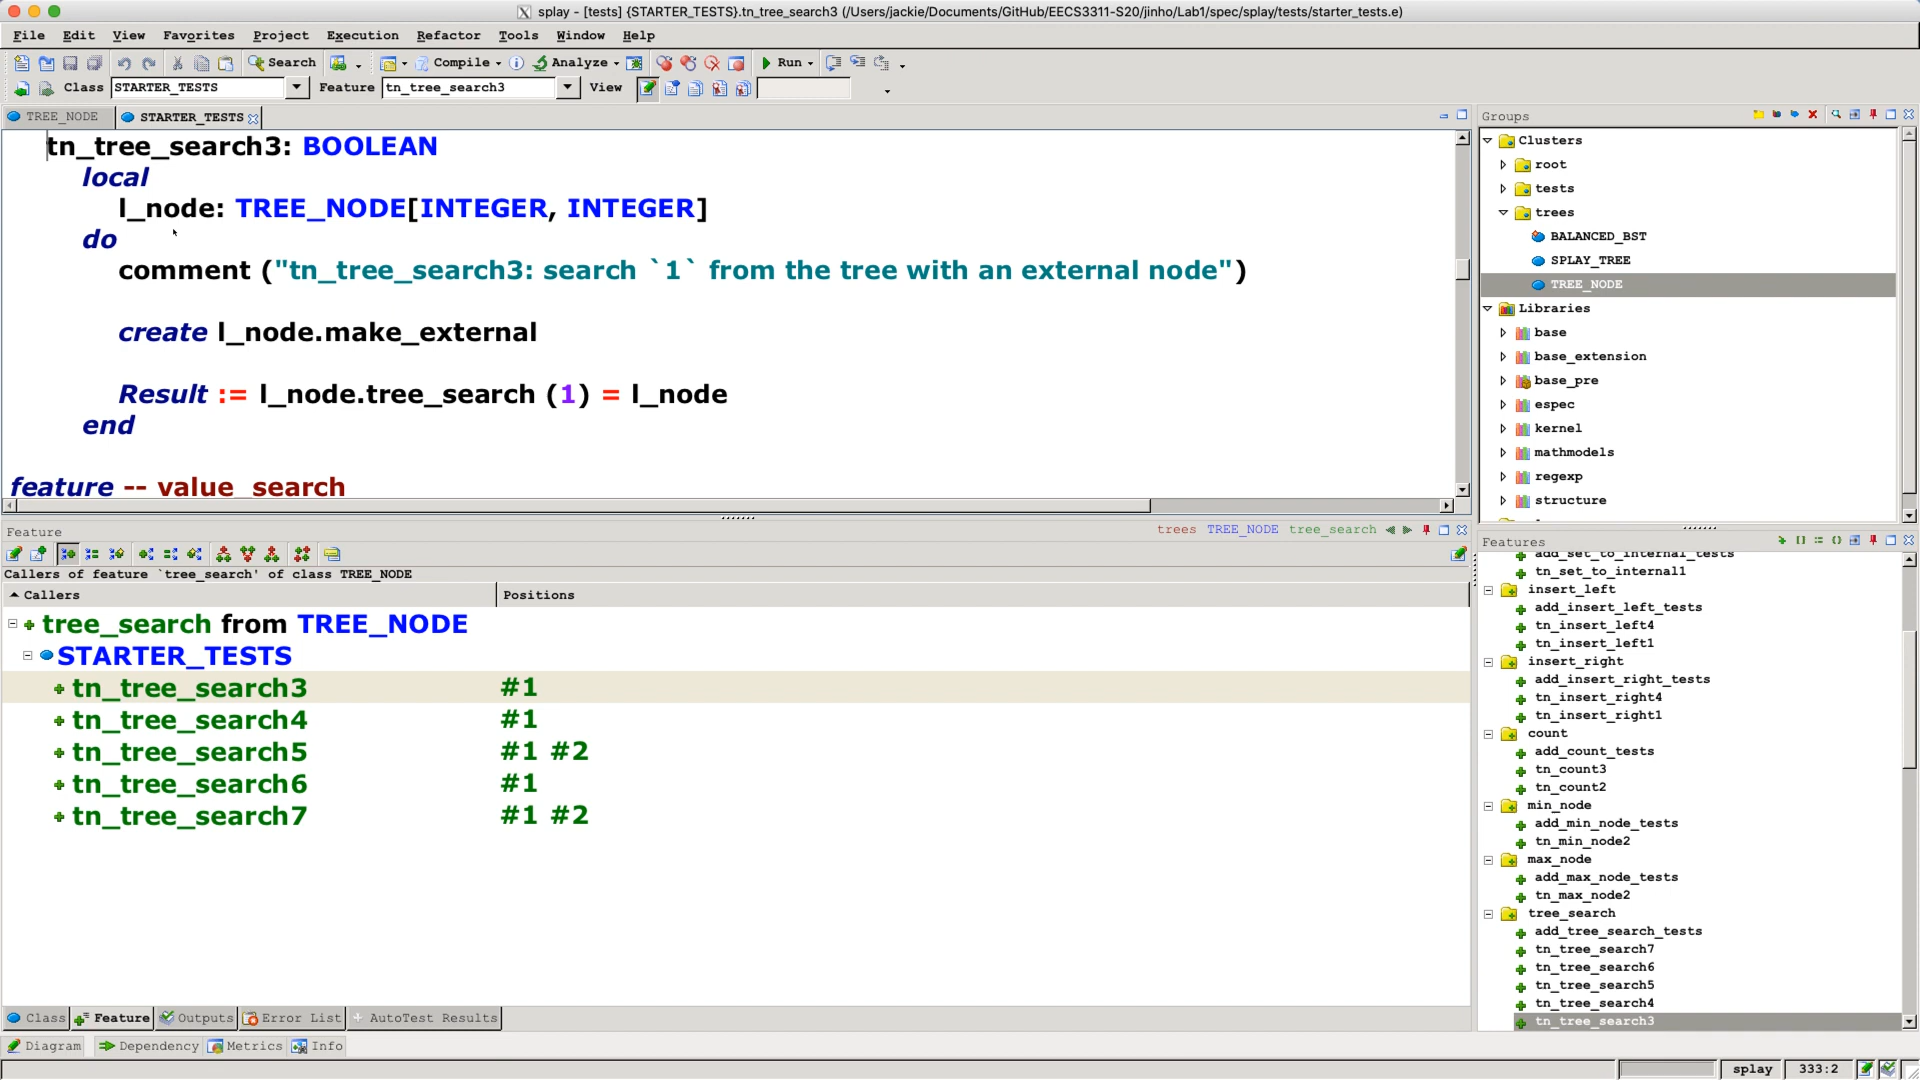 splay - [tests] {STARTER_TESTS}.tn_tree_search3 (/Users/jackie/Documents/GitHub/EECS3311-S20/jinho/Lab1/spec/splay/tests/starter_tests.e)
File Edit View Favorites Project Execution Refactor Tools Window Help
Search Compile Analyze Run
Class STARTER_TESTS Feature tn_tree_search3 View
TREE_NODE STARTER_TESTS
tn_tree_search3: BOOLEAN
local
l_node: TREE_NODE[INTEGER, INTEGER]
do
comment ("tn_tree_search3: search `1` from the tree with an external node")
create l_node.make_external
Result := l_node.tree_search (1) = l_node
end
feature -- value_search
Groups
Clusters
root
tests
trees
BALANCED_BST
SPLAY_TREE
TREE_NODE
Libraries
base
base_extension
base_pre
espec
kernel
mathmodels
regexp
structure
Feature trees TREE_NODE tree_search
Callers of feature `tree_search' of class TREE_NODE
Callers Positions
tree_search from TREE_NODE
STARTER_TESTS
tn_tree_search3 #1
tn_tree_search4 #1
tn_tree_search5 #1 #2
tn_tree_search6 #1
tn_tree_search7 #1 #2
Features
add_set_to_internal_tests
tn_set_to_internal1
insert_left
add_insert_left_tests
tn_insert_left4
tn_insert_left1
insert_right
add_insert_right_tests
tn_insert_right4
tn_insert_right1
count
add_count_tests
tn_count3
tn_count2
min_node
add_min_node_tests
tn_min_node2
max_node
add_max_node_tests
tn_max_node2
tree_search
add_tree_search_tests
tn_tree_search7
tn_tree_search6
tn_tree_search5
tn_tree_search4
tn_tree_search3
Class Feature Outputs Error List AutoTest Results
Diagram Dependency Metrics Info
splay 333:2